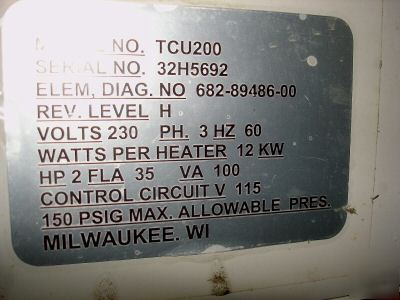 MODEL NO. TCU200
SERIAL NO. 32H5692
ELEM, DIAG. NO 682-89486-00
REV. LEVEL H
VOLTS 230 PH. 3 HZ 60
WATTS PER HEATER 12 KW
HP 2 FLA 35 VA 100
CONTROL CIRCUIT V 115
150 PSIG MAX. ALLOWABLE PRES.
MILWAUKEE. WI